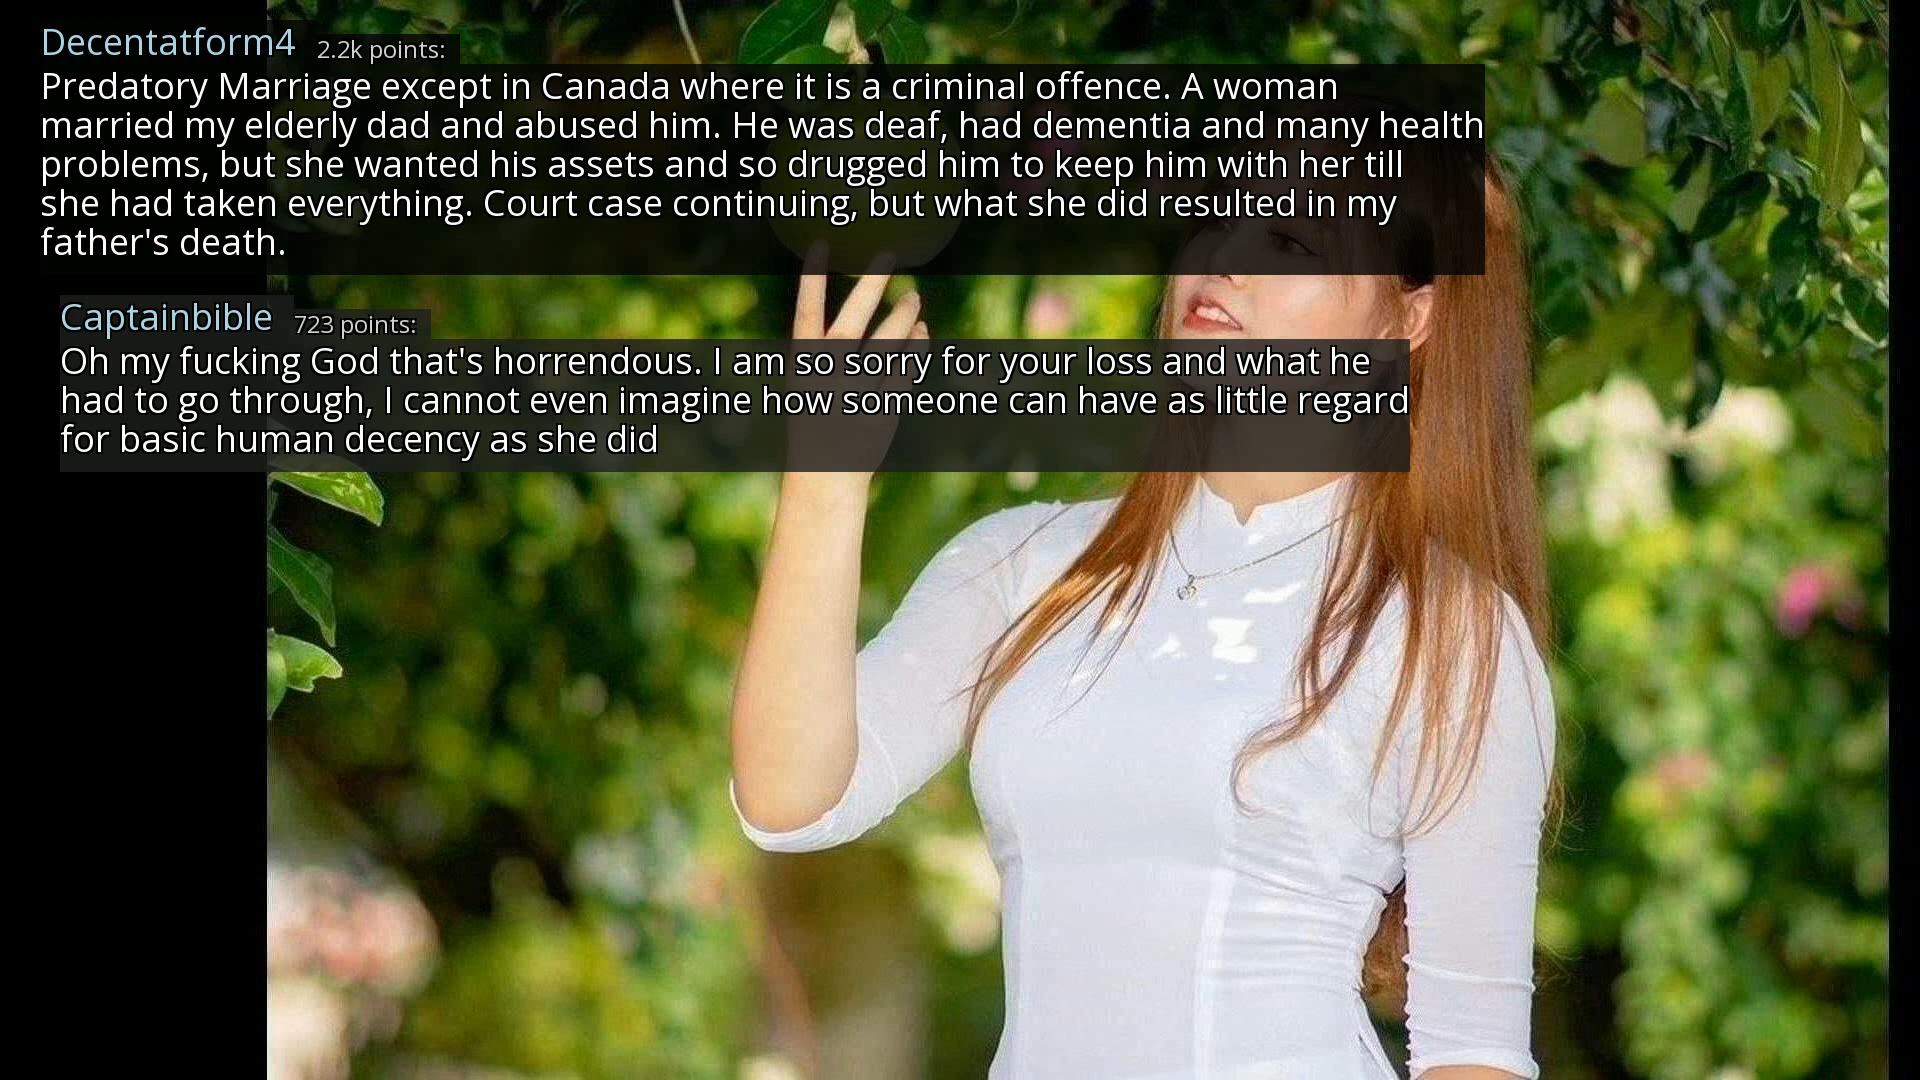 Decentatform4 2.2k points:
Predatory Marriage except in Canada where it is a criminal offence. A woman
married my elderly dad and abused him. He was deaf, had dementia and many health
problems, but she wanted his assets and so drugged him to keep him with her till
she had taken everything. Court case continuing, but what she did resulted in my
father's death.
Captainbible 723 points:
Oh my fucking God that's horrendous. I am so sorry for your loss and what he
had to go through, I cannot even imagine how someone can have as little regard
for basic human decency as she did